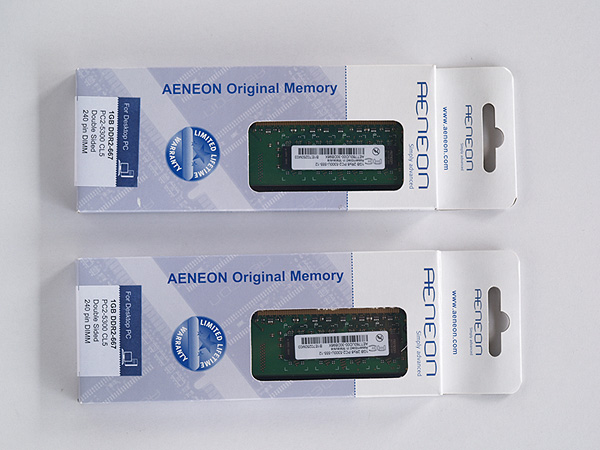 AENEON Original Memory
For Desktop PC
1GB DDR2-667
PC2-5300 CL5
Double Sided
240 pin DIMM
LIMITED LIFETIME
WARRANTY
AENEON
Simply advanced
www.aeneon.com
AENEON
Simply advanced
AENEON Original Memory
For Desktop PC
1GB DDR2-667
PC2-5300 CL5
Double Sided
240 pin DIMM
LIMITED LIFETIME
WARRANTY
AENEON
Simply advanced
www.aeneon.com
AENEON
Simply advanced